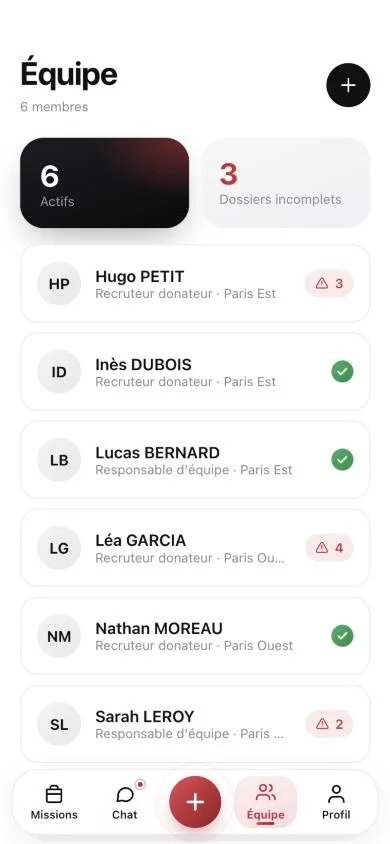 Équipe
6 membres
6
Actifs
3
Dossiers incomplets
HP
Hugo PETIT
Recruteur donateur · Paris Est
3
ID
Inès DUBOIS
Recruteur donateur · Paris Est
LB
Lucas BERNARD
Responsable d'équipe · Paris Est
LG
Léa GARCIA
Recruteur donateur · Paris Ou...
4
NM
Nathan MOREAU
Recruteur donateur · Paris Ouest
SL
Sarah LEROY
Responsable d'équipe · Paris ...
2
Missions
Chat
Équipe
Profil